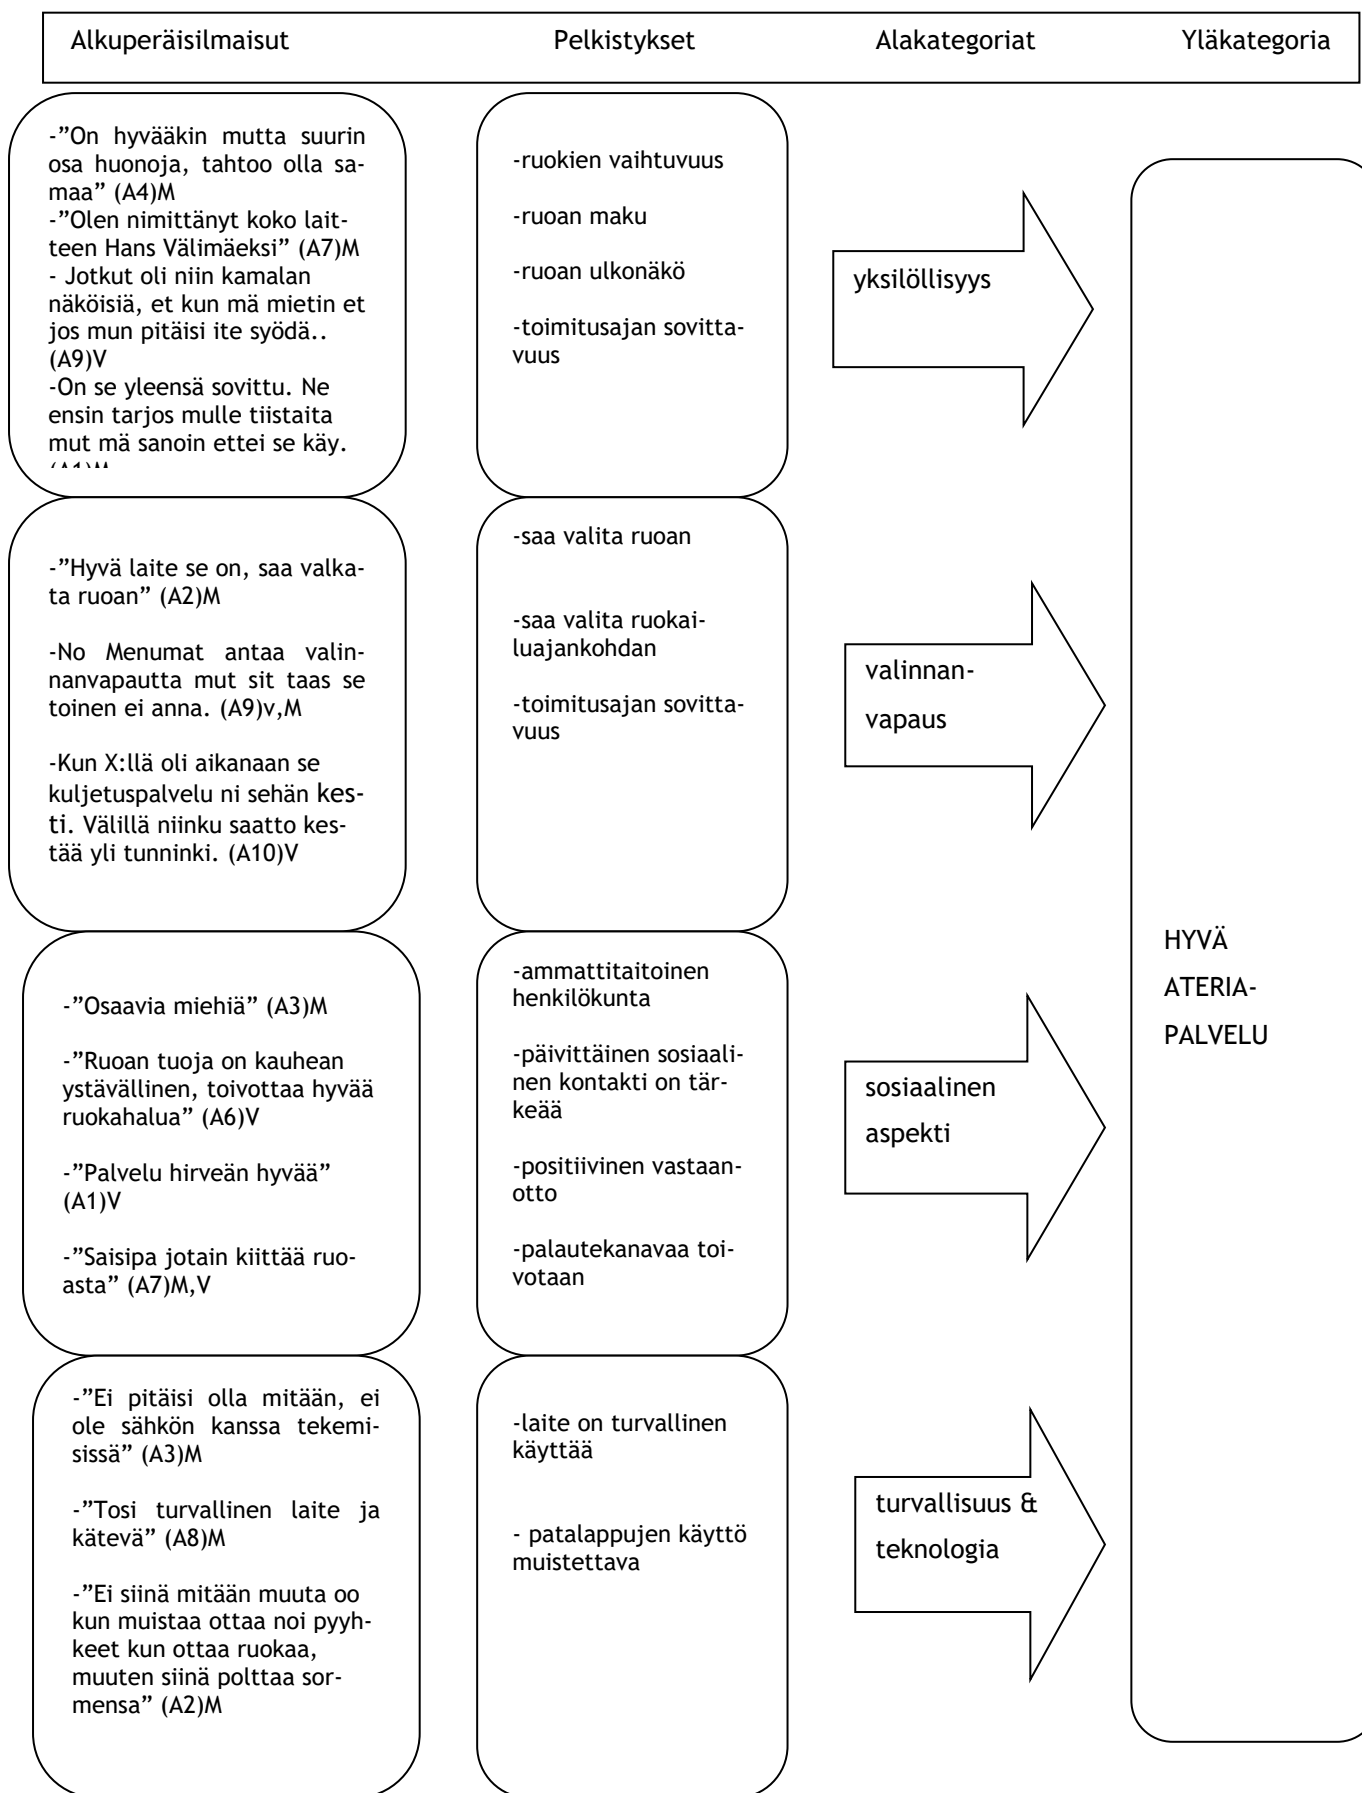 Alkuperäisilmaisut Pelkistykset Alakategoriat Yläkategoria
-”On hyvääkin mutta suurin
osa huonoja, tahtoo olla sa-
maa” (A4)M
-”Olen nimittänyt koko lait-
teen Hans Välimäeksi” (A7)M
- Jotkut oli niin kamalan
näköisiä, et kun mä mietin et
jos mun pitäisi ite syödä..
(A9)V
-On se yleensä sovittu. Ne
ensin tarjos mulle tiistaita
mut mä sanoin ettei se käy.
(A1)M
-ruokien vaihtuvuus
-ruoan maku
-ruoan ulkonäkö
-toimitusajan sovitta-
vuus
yksilöllisyys
-”Hyvä laite se on, saa valka-
ta ruoan” (A2)M
-No Menumat antaa valin-
nanvapautta mut sit taas se
toinen ei anna. (A9)v,M
-Kun X:llä oli aikanaan se
kuljetuspalvelu ni sehän kes-
ti. Välillä niinku saatto kes-
tää yli tunninki. (A10)V
-saa valita ruoan
-saa valita ruokai-
luajankohdan
-toimitusajan sovitta-
vuus
valinnan-
vapaus
-”Osaavia miehiä” (A3)M
-”Ruoan tuoja on kauhean
ystävällinen, toivottaa hyvää
ruokahalua” (A6)V
-”Palvelu hirveän hyvää”
(A1)V
-”Saisipa jotain kiittää ruo-
asta” (A7)M,V
-ammattitaitoinen
henkilökunta
-päivittäinen sosiaali-
nen kontakti on tär-
keää
-positiivinen vastaan-
otto
-palautekanavaa toi-
votaan
sosiaalinen
aspekti
-”Ei pitäisi olla mitään, ei
ole sähkön kanssa tekemi-
sissä” (A3)M
-”Tosi turvallinen laite ja
kätevä” (A8)M
-”Ei siinä mitään muuta oo
kun muistaa ottaa noi pyyh-
keet kun ottaa ruokaa,
muuten siinä polttaa sor-
mensa” (A2)M
-laite on turvallinen
käyttää
- patalappujen käyttö
muistettava
turvallisuus &
teknologia
HYVÄ
ATERIA-
PALVELU